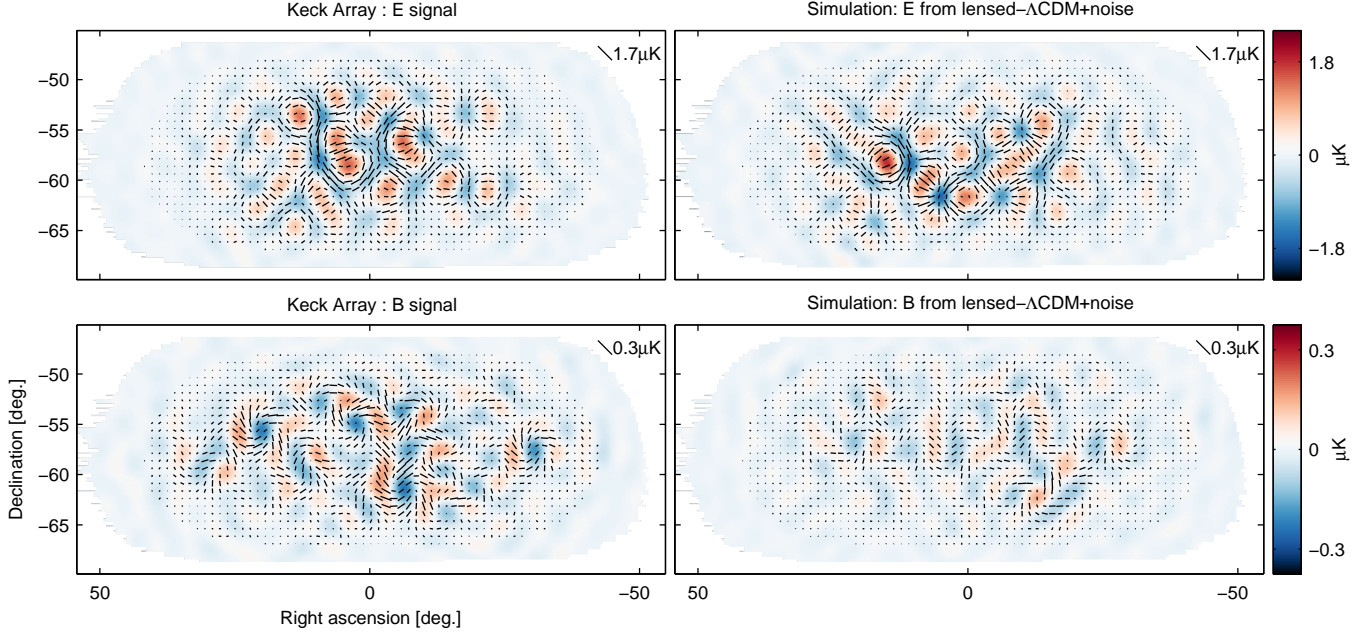 Keck Array : E signal
Simulation: E from lensed−ΛCDM+noise
1.7μK
1.7μK
−50
−55
−60
−65
1.8
0
−1.8
μK
Keck Array : B signal
Simulation: B from lensed−ΛCDM+noise
0.3μK
0.3μK
−50
−55
−60
−65
Declination [deg.]
0.3
0
−0.3
μK
50
0
−50
50
0
−50
Right ascension [deg.]